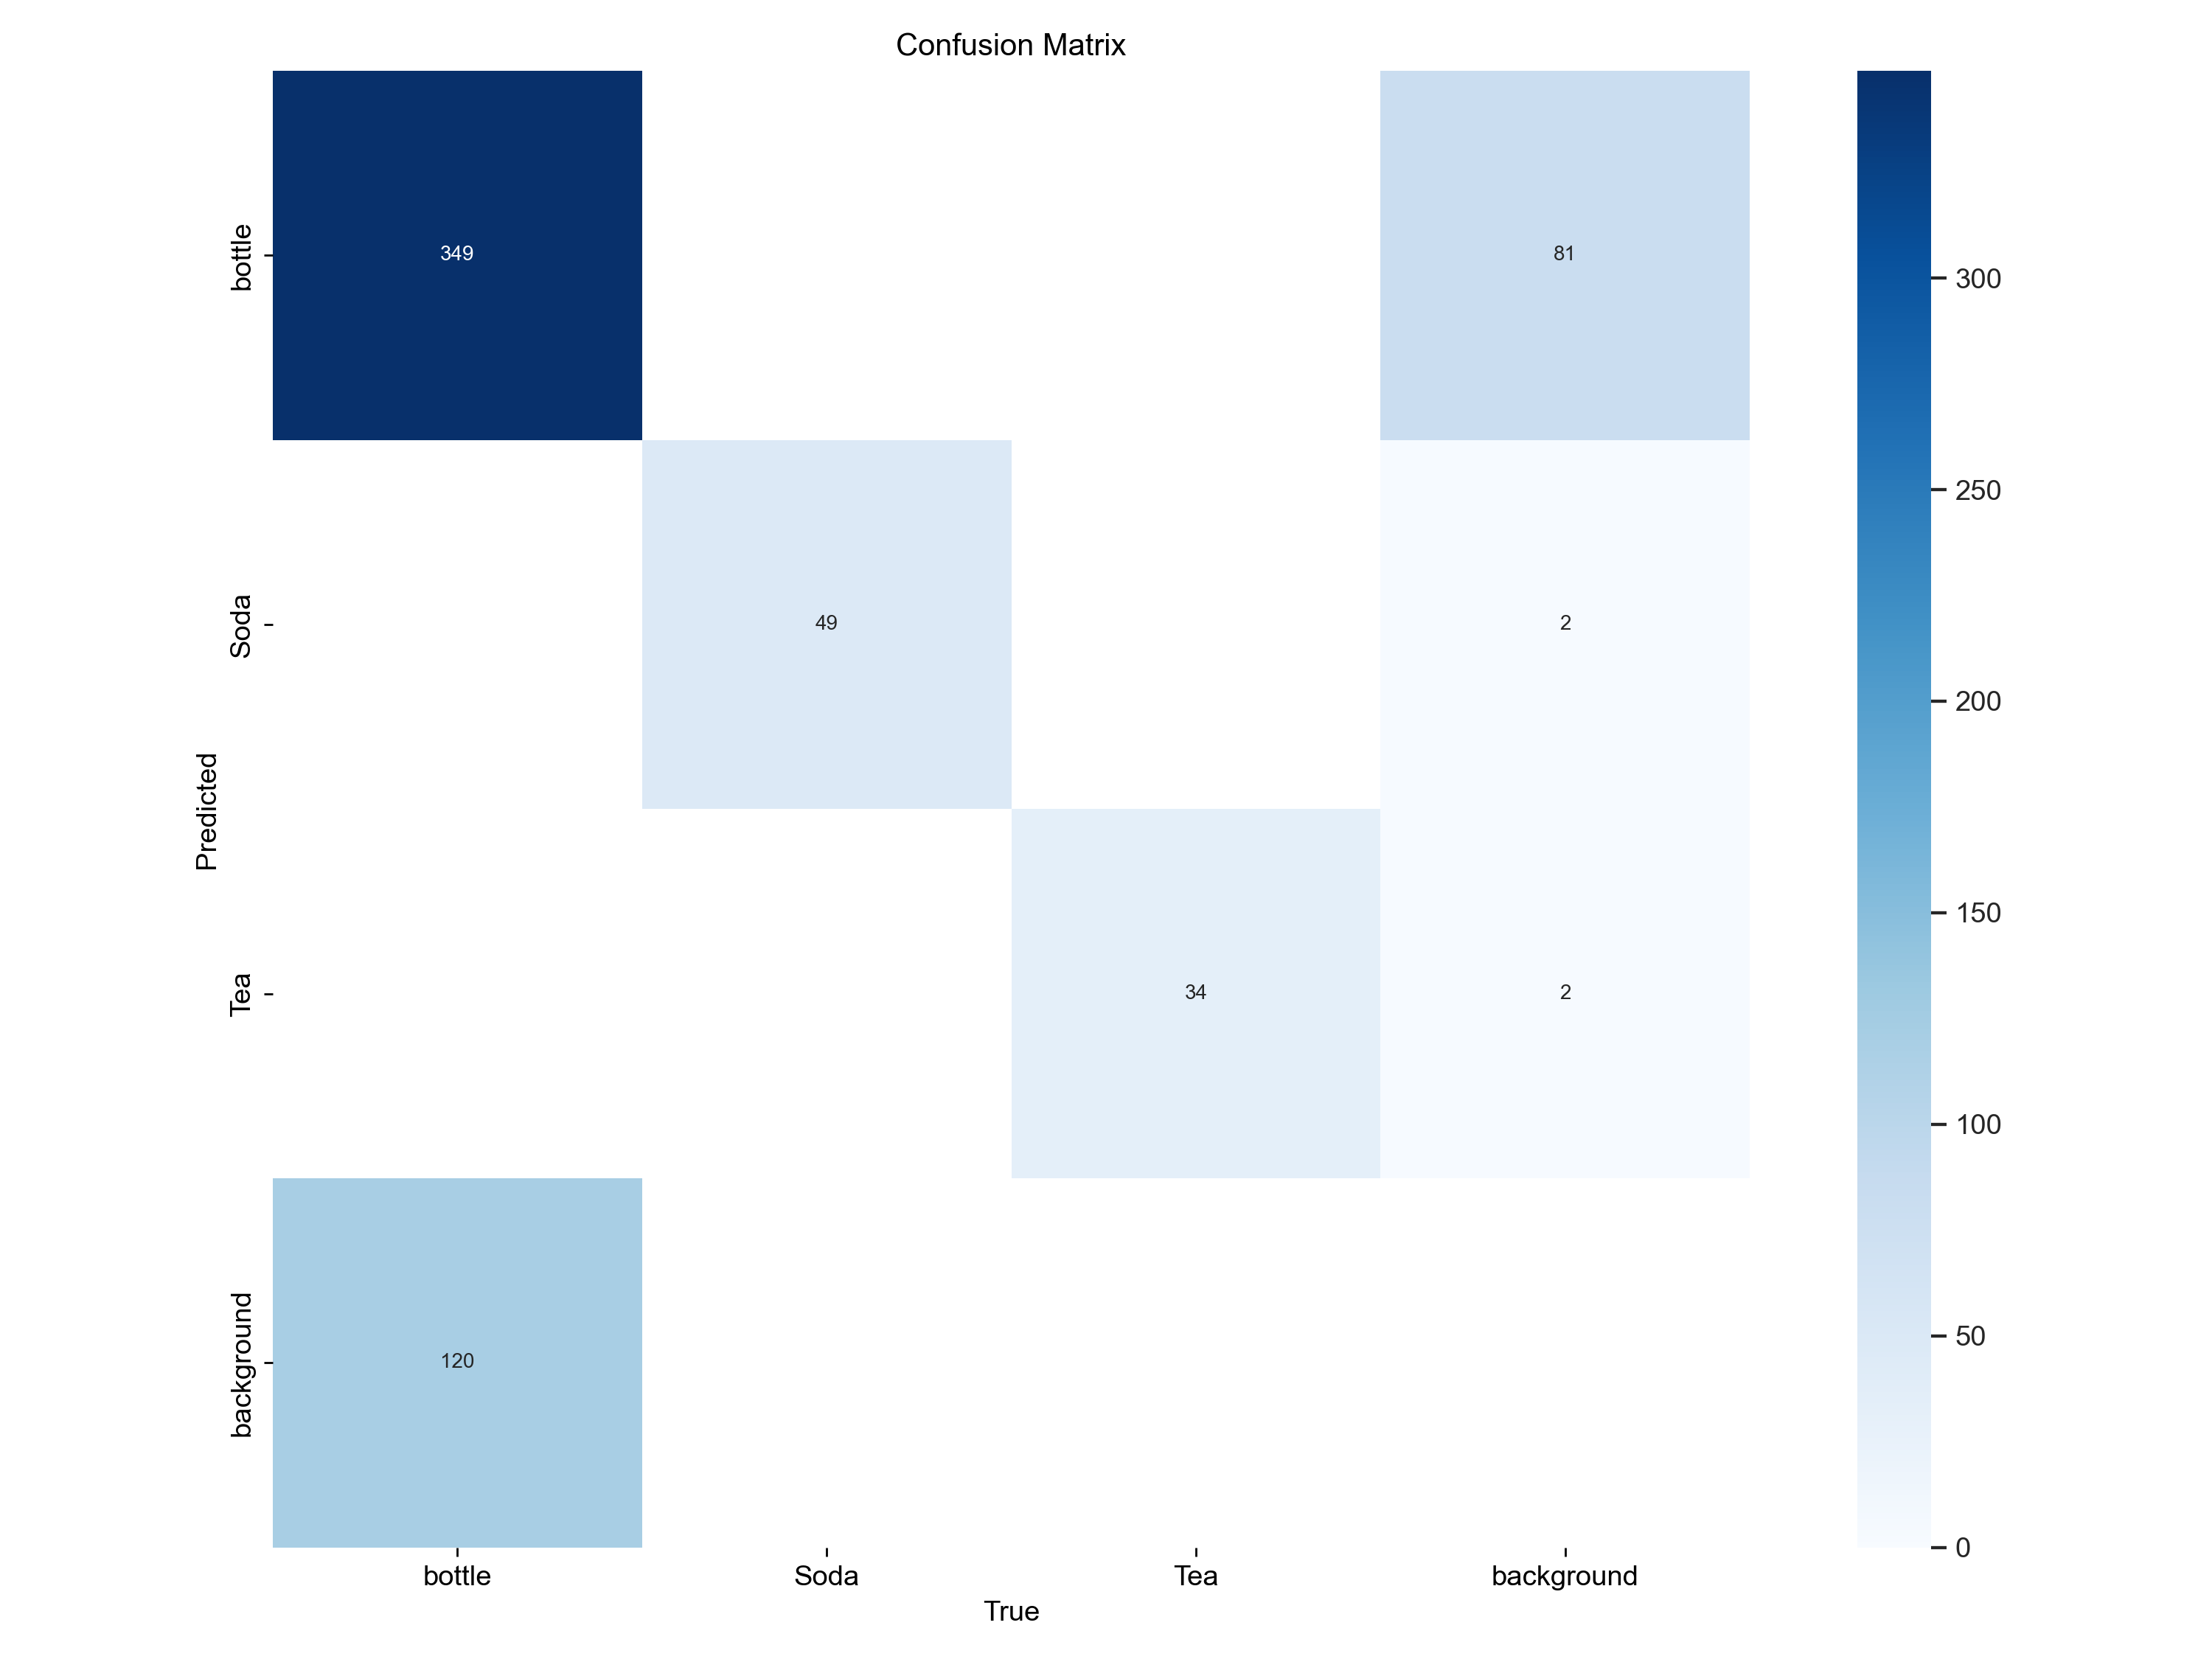 Confusion Matrix
bottle
349
81
300
250
Soda
49
2
200
Predicted
150
Tea
34
2
100
background
120
50
0
bottle
Soda
Tea
background
True